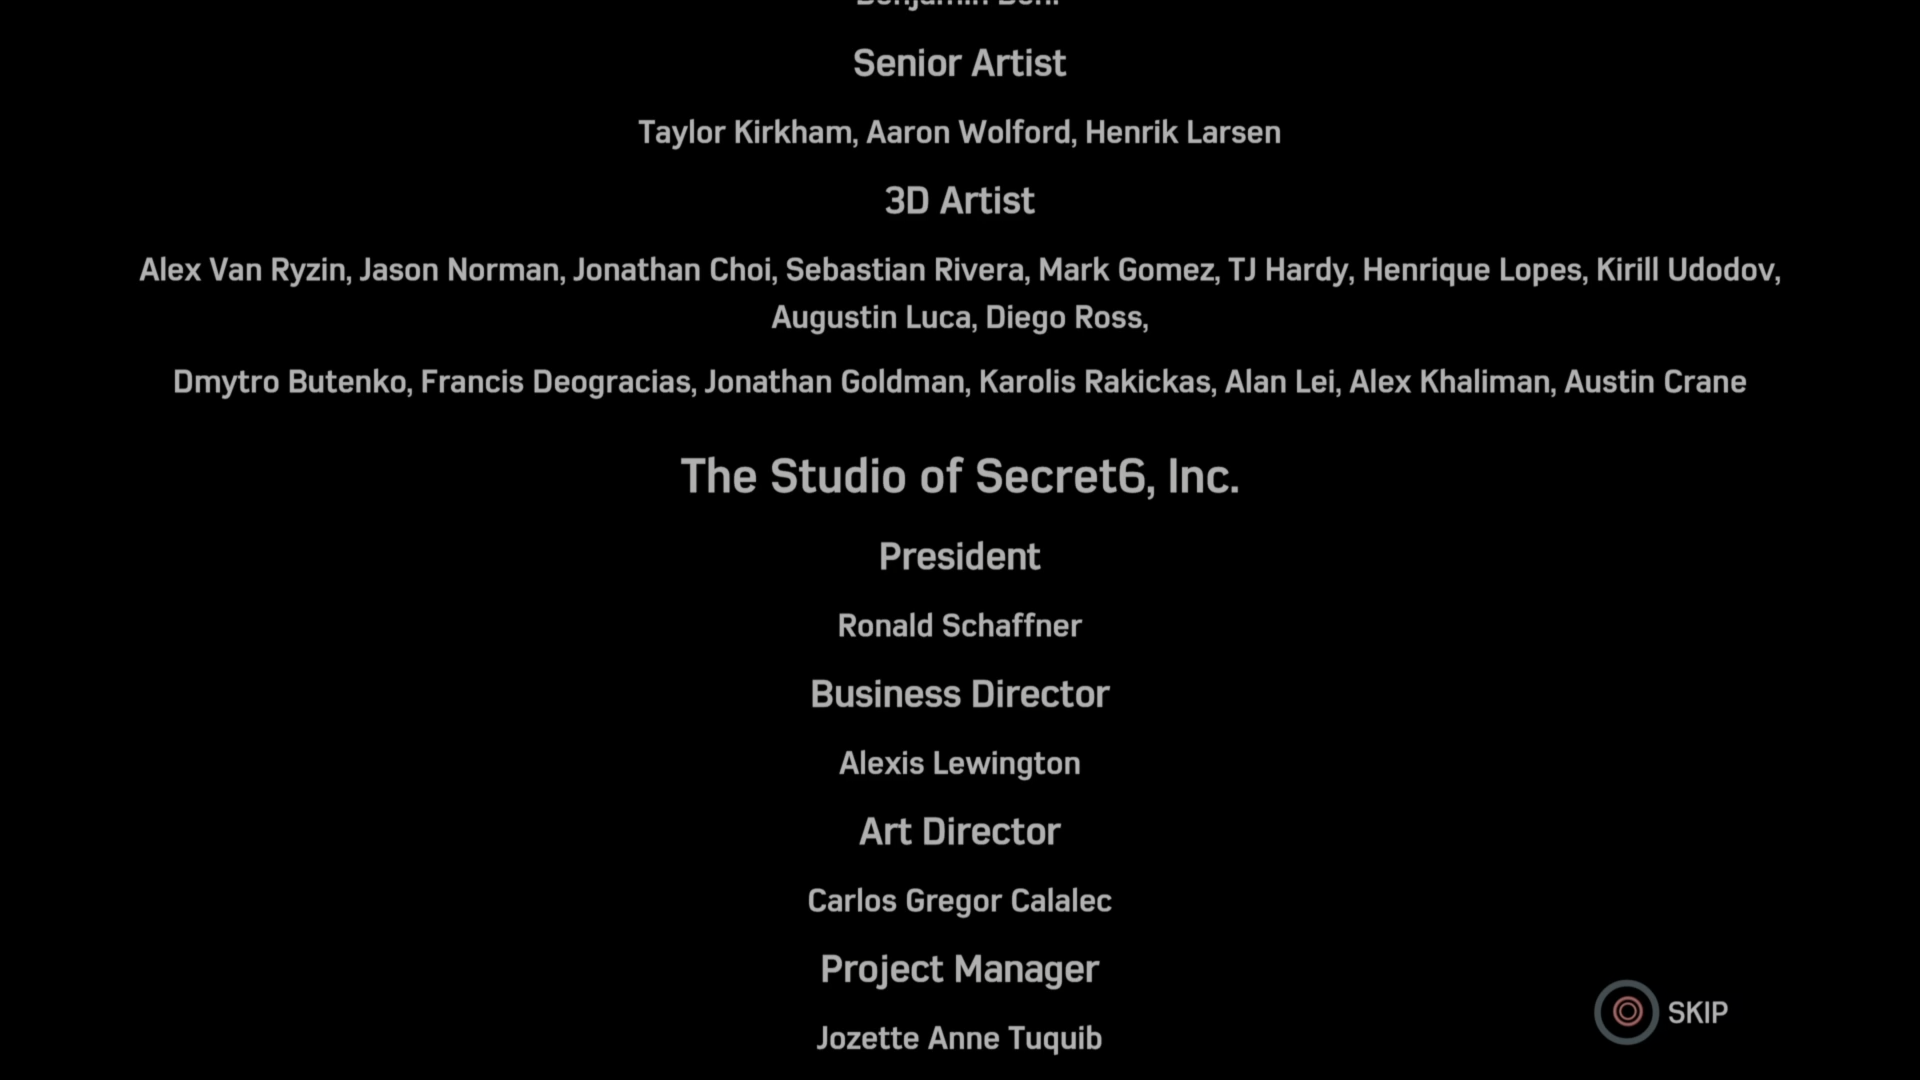 Senior Artist
Taylor Kirkham, Aaron Wolford, Henrik Larsen
3D Artist
Alex Van Ryzin, Jason Norman, Jonathan Choi, Sebastian Rivera, Mark Gomez, TJ Hardy, Henrique Lopes, Kirill Udodov,
Augustin Luca, Diego Ross,
Dmytro Butenko, Francis Deogracias, Jonathan Goldman, Karolis Rakickas, Alan Lei, Alex Khaliman, Austin Crane
The Studio of Secret6, Inc.
President
Ronald Schaffner
Business Director
Alexis Lewington
Art Director
Carlos Gregor Calalec
Project Manager
Jozette Anne Tuquib
SKIP